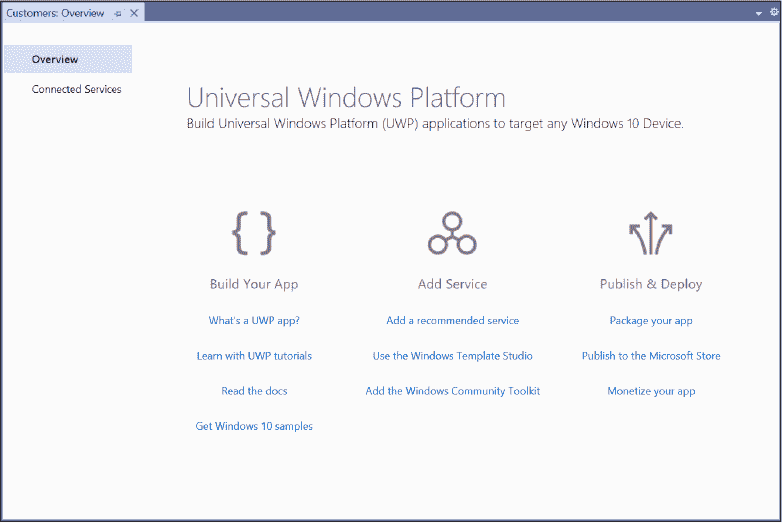 Customers: Overview
Overview
Connected Services
Universal Windows Platform
Build Universal Windows Platform (UWP) applications to target any Windows 10 Device.
Build Your App
What's a UWP app?
Learn with UWP tutorials
Read the docs
Get Windows 10 samples
Add Service
Add a recommended service
Use the Windows Template Studio
Add the Windows Community Toolkit
Publish & Deploy
Package your app
Publish to the Microsoft Store
Monetize your app